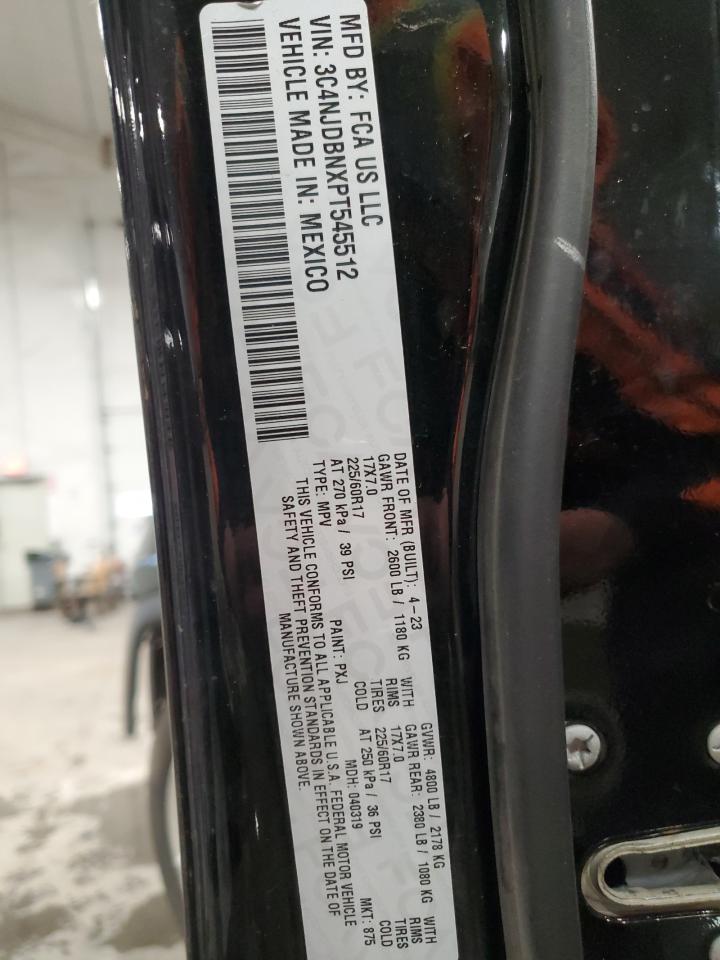 MFD BY: FCA US LLC
VIN: 3C4NJDBNXPT545512
VEHICLE MADE IN: MEXICO
DATE OF MFR (BUILT): 4-23 GVWR: 4800 LB / 2178 KG
GAWR FRONT: 2600 LB / 1180 KG WITH GAWR REAR: 2380 LB / 1080 KG WITH
17X7.0 RIMS 17X7.0 RIMS
225/60R17 TIRES 225/60R17 TIRES
AT 270 kPa / 39 PSI COLD AT 250 kPa / 36 PSI
TYPE: MPV PAINT: PXJ MDH: 040319 MKT: 875
THIS VEHICLE CONFORMS TO ALL APPLICABLE U.S.A. FEDERAL MOTOR VEHICLE
SAFETY AND THEFT PREVENTION STANDARDS IN EFFECT ON THE DATE OF
MANUFACTURE SHOWN ABOVE.